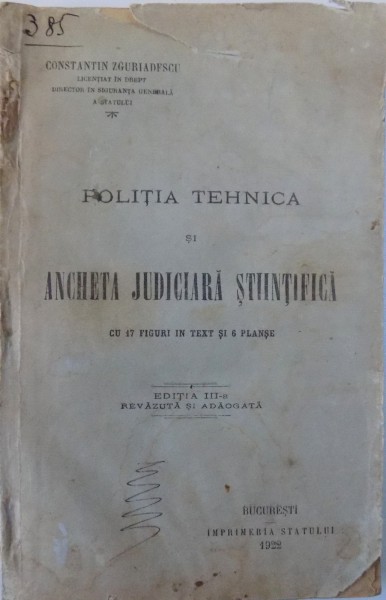 385
CONSTANTIN ZGURIADESCU
LICENȚIAT ÎN DREPT
DIRECTOR ÎN SIGURANȚA GENERALĂ
A STATULUI
POLIȚIA TEHNICA
ȘI
ANCHETA JUDICIARĂ ȘTIINȚIFICĂ
CU 17 FIGURI IN TEXT ȘI 6 PLANȘE
EDIȚIA III-a
REVĂZUTĂ ȘI ADĂOGATĂ
BUCUREȘTI
IMPRIMERIA STATULUI
1922